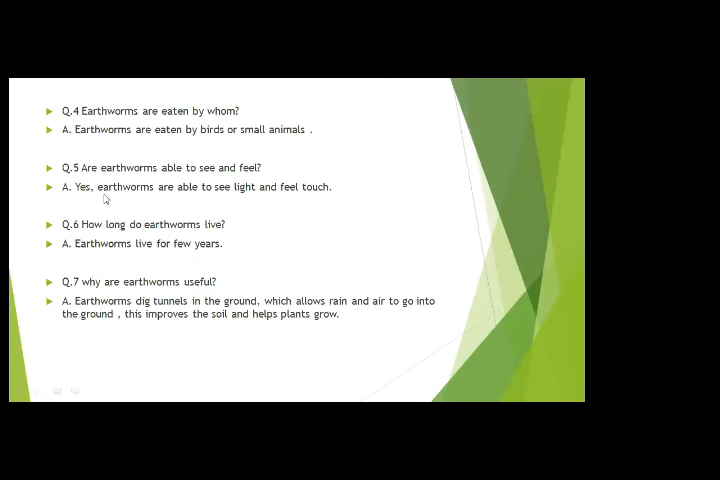 Q.4 Earthworms are eaten by whom?
A. Earthworms are eaten by birds or small animals .
Q.5 Are earthworms able to see and feel?
A. Yes, earthworms are able to see light and feel touch.
Q.6 How long do earthworms live?
A. Earthworms live for few years.
Q.7 why are earthworms useful?
A. Earthworms dig tunnels in the ground, which allows rain and air to go into
the ground , this improves the soil and helps plants grow.